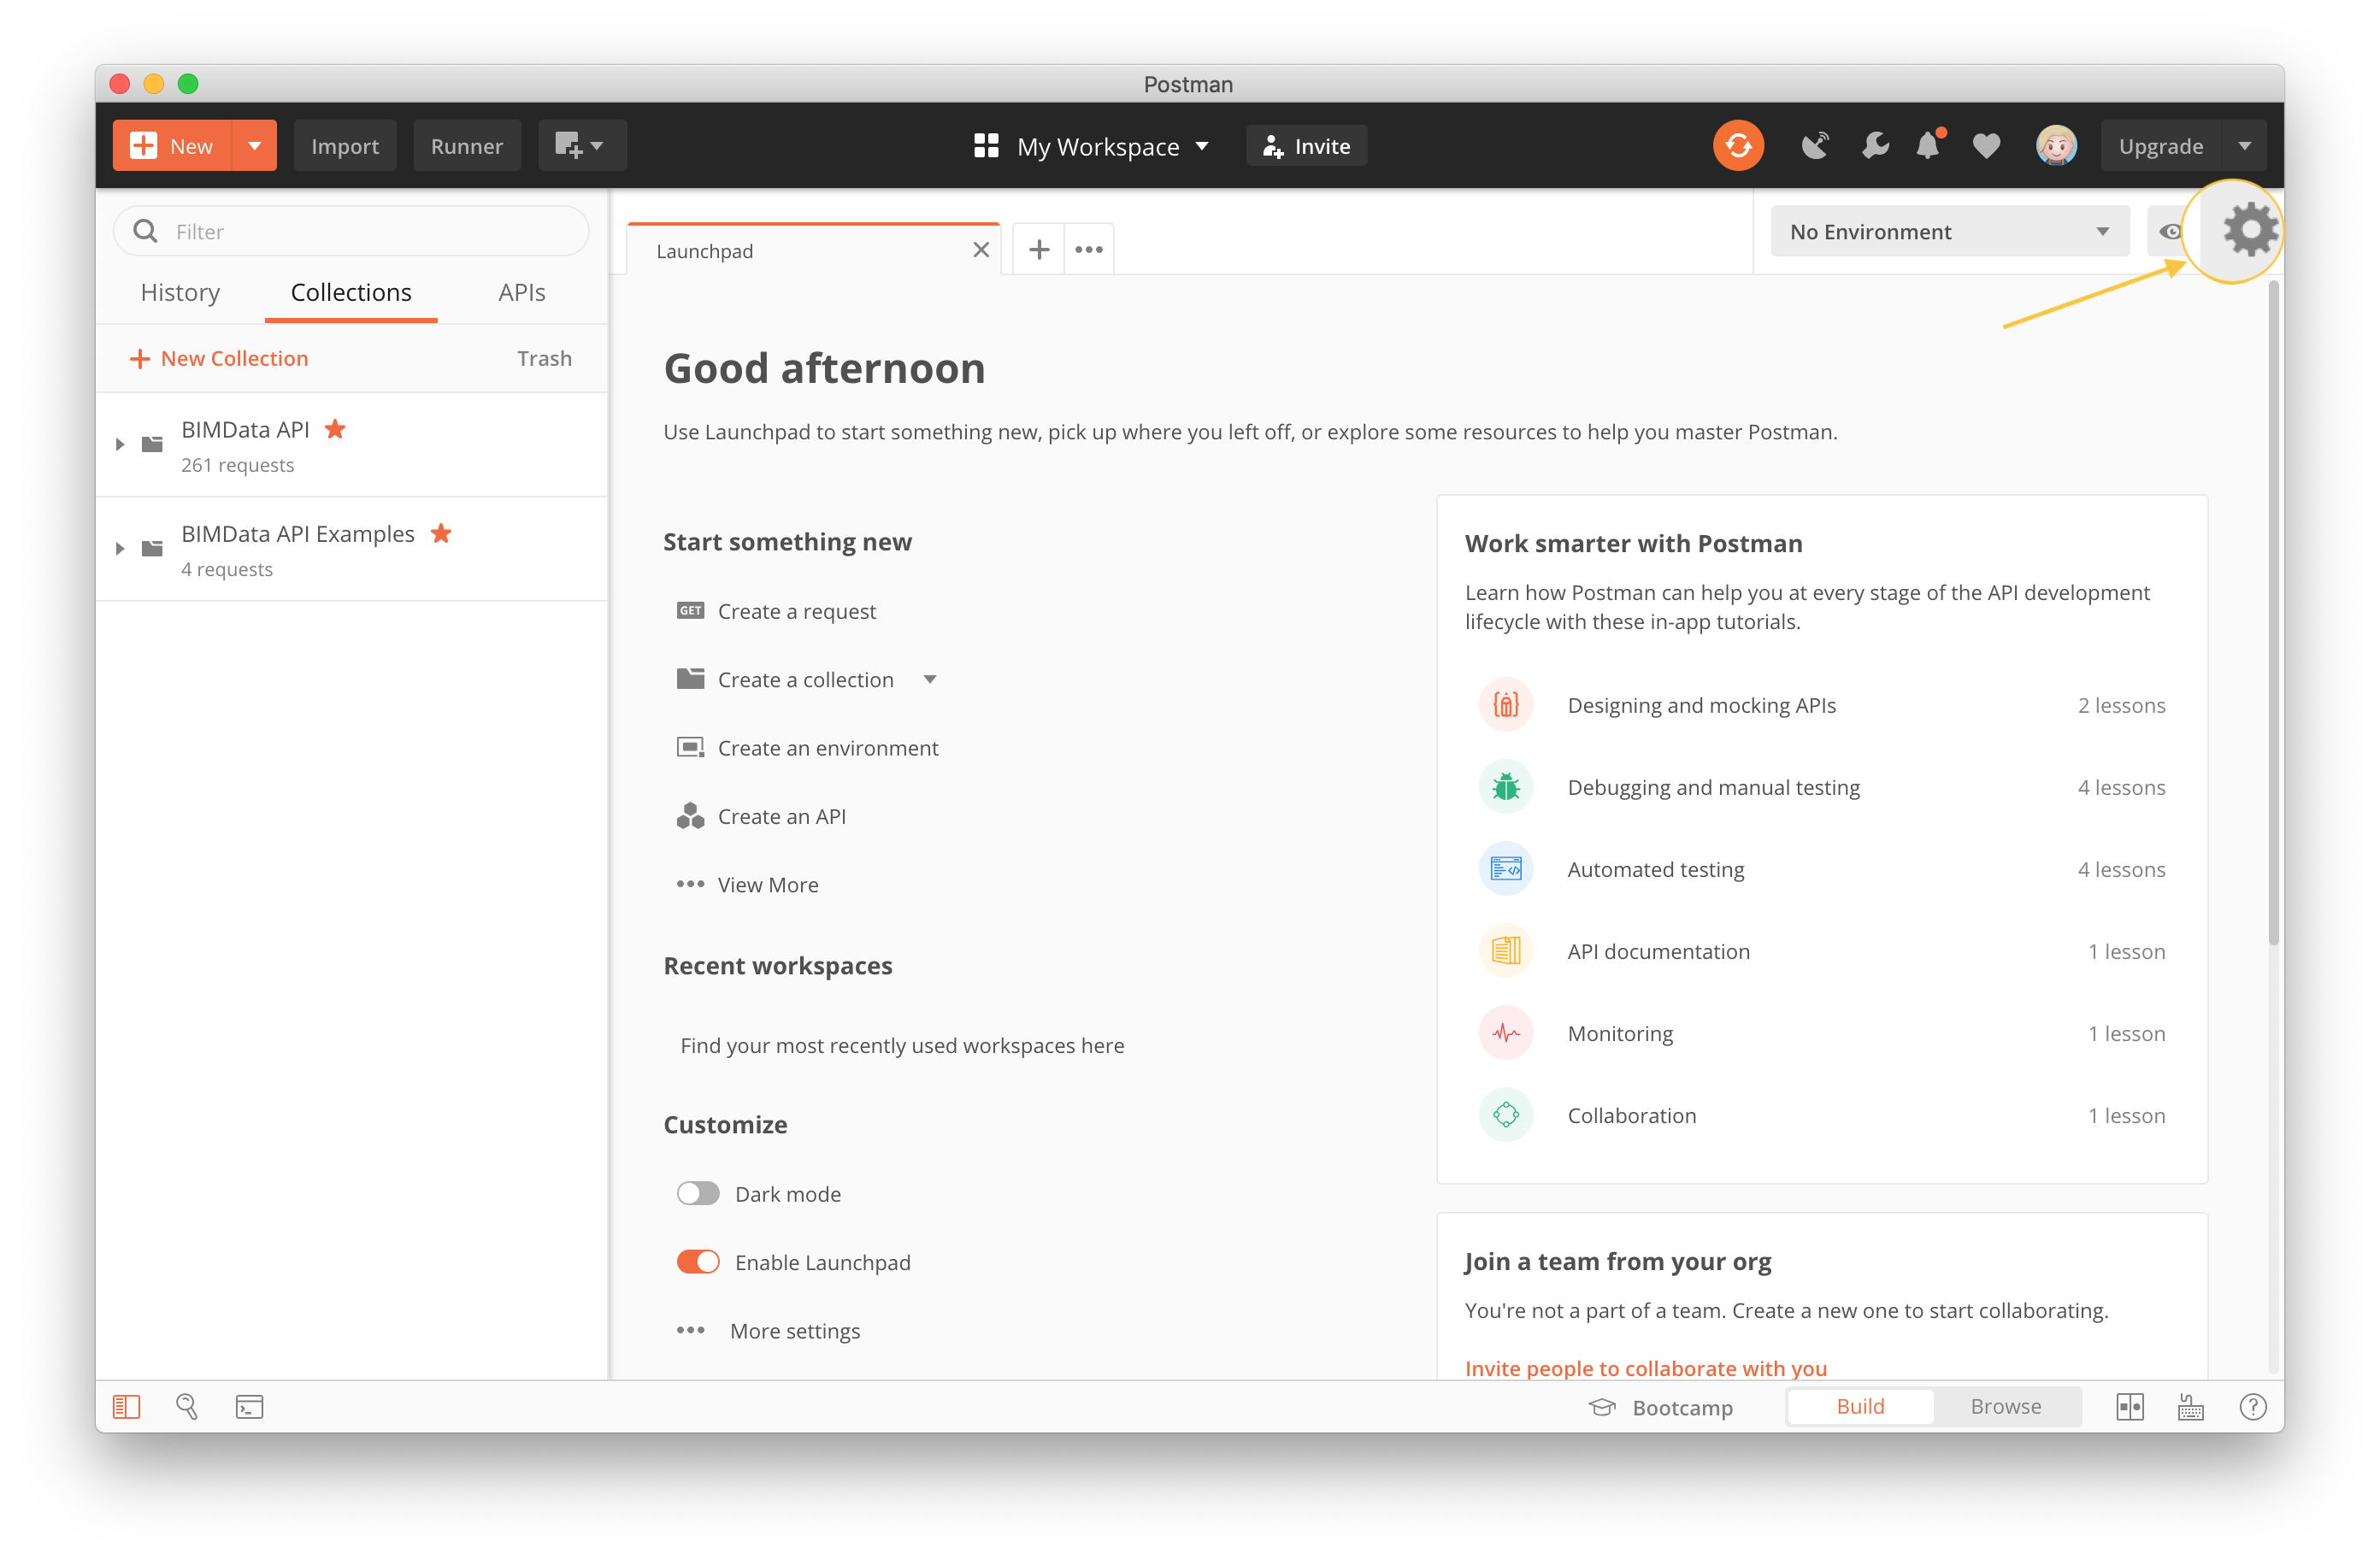 Postman
New
Import
Runner
My Workspace
Invite
Upgrade
Filter
History
Collections
APIs
New Collection
Trash
BIMData API
261 requests
BIMData API Examples
4 requests
Launchpad
No Environment
Good afternoon
Use Launchpad to start something new, pick up where you left off, or explore some resources to help you master Postman.
Start something new
GET Create a request
Create a collection
Create an environment
Create an API
View More
Recent workspaces
Find your most recently used workspaces here
Customize
Dark mode
Enable Launchpad
More settings
Work smarter with Postman
Learn how Postman can help you at every stage of the API development
lifecycle with these in-app tutorials.
Designing and mocking APIs 2 lessons
Debugging and manual testing 4 lessons
Automated testing 4 lessons
API documentation 1 lesson
Monitoring 1 lesson
Collaboration 1 lesson
Join a team from your org
You're not a part of a team. Create a new one to start collaborating.
Invite people to collaborate with you
Bootcamp
Build
Browse